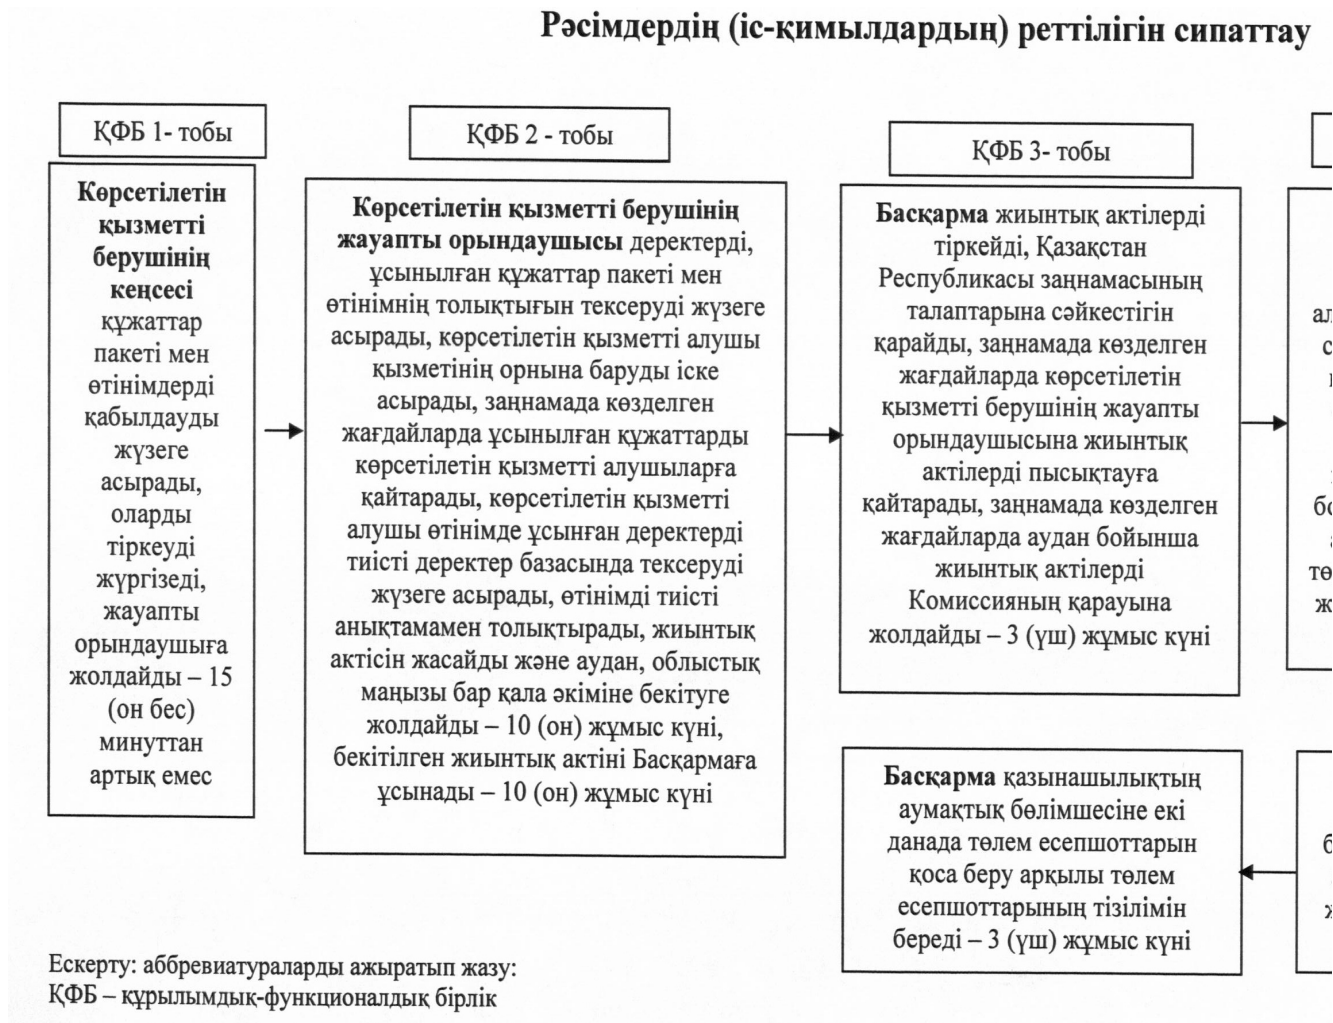 Рәсімдердің (іс-қимылдардың) реттілігін сипаттау
ҚФБ 1- тобы
Көрсетілетін
қызметті
берушінің
кеңсесі
құжаттар
пакеті мен
өтінімдерді
қабылдауды
жүзеге
асырады,
оларды
тіркеуді
жүргізеді,
жауапты
орындаушыға
жолдайды – 15
(он бес)
минуттан
артық емес
ҚФБ 2 - тобы
Көрсетілетін қызметті берушінің
жауапты орындаушысы деректерді,
ұсынылған құжаттар пакеті мен
өтінімнің толықтығын тексеруді жүзеге
асырады, көрсетілетін қызметті алушы
қызметінің орнына баруды іске
асырады, заңнамада көзделген
жағдайларда ұсынылған құжаттарды
көрсетілетін қызметті алушыларға
қайтарады, көрсетілетін қызметті
алушы өтінімде ұсынған деректерді
тиісті деректер базасында тексеруді
жүзеге асырады, өтінімді тиісті
анықтамамен толықтырады, жиынтық
актісін жасайды және аудан, облыстық
маңызы бар қала әкіміне бекітуге
жолдайды – 10 (он) жұмыс күні,
бекітілген жиынтық актіні Басқармаға
ұсынады – 10 (он) жұмыс күні
ҚФБ 3- тобы
Басқарма жиынтық актілерді
тіркейді, Қазақстан
Республикасы заңнамасының
талаптарына сәйкестігін
қарайды, заңнамада көзделген
жағдайларда көрсетілетін
қызметті берушінің жауапты
орындаушысына жиынтық
актілерді пысықтауға
қайтарады, заңнамада көзделген
жағдайларда аудан бойынша
жиынтық актілерді
Комиссияның қарауына
жолдайды – 3 (үш) жұмыс күні
Басқарма қазынашылықтың
аумақтық бөлімшесіне екі
данада төлем есепшоттарын
қоса беру арқылы төлем
есепшоттарының тізілімін
береді – 3 (үш) жұмыс күні
Ескерту: аббревиатураларды ажыратып жазу:
ҚФБ – құрылымдық-функционалдық бірлік